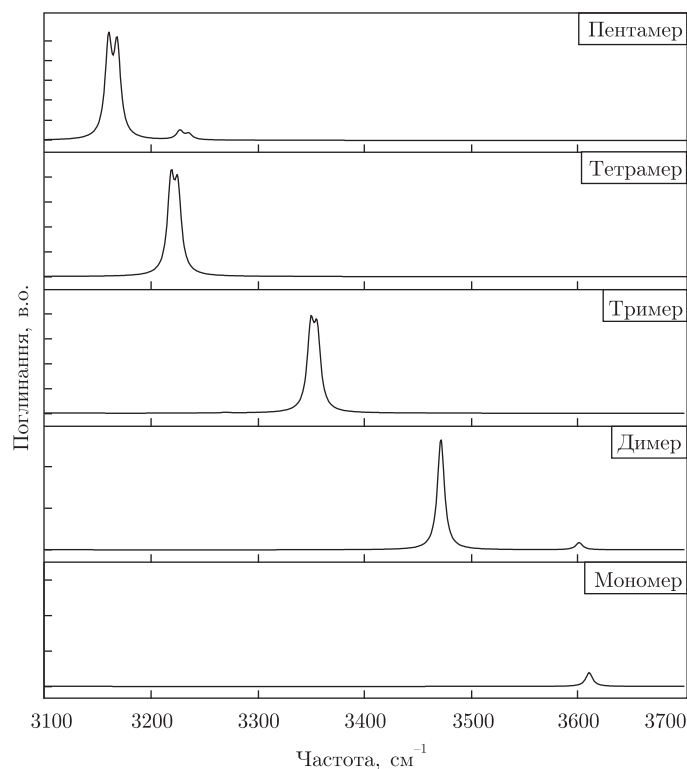 Пентамер
Тетрамер
Тример
Димер
Мономер
Поглинання, в.о.
3100 3200 3300 3400 3500 3600 3700
Частота, см⁻¹